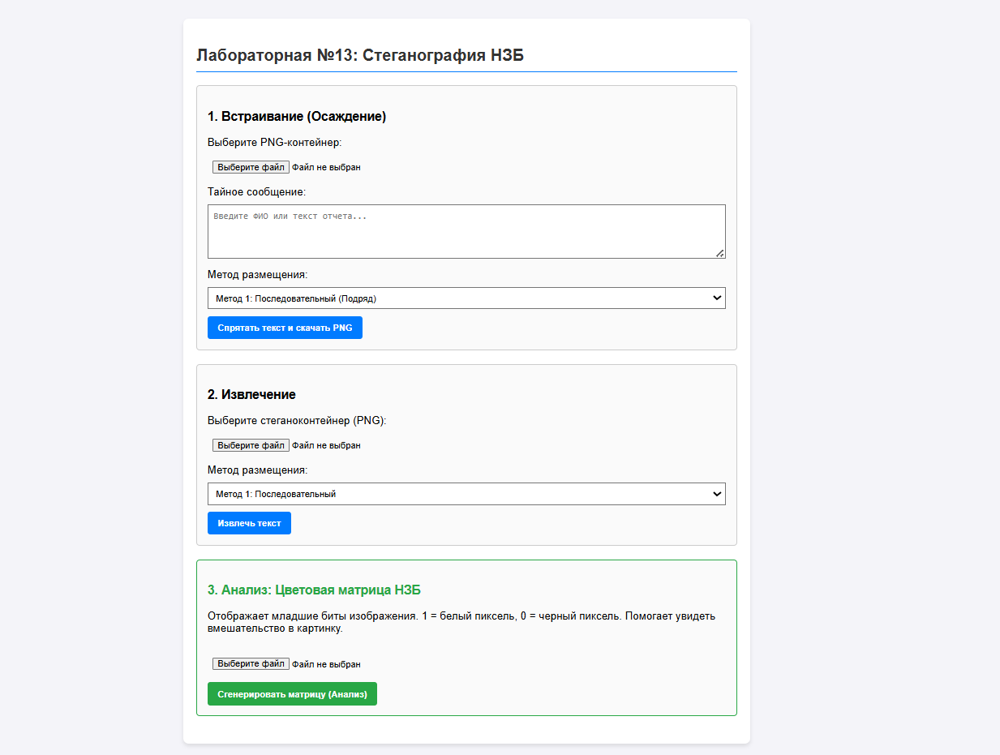 Лабораторная №13: Стеганография НЗБ
1. Встраивание (Осаждение)
Выберите PNG-контейнер:
Выберите файл Файл не выбран
Тайное сообщение:
Введите ФИО или текст отчета...
Метод размещения:
Метод 1: Последовательный (Подряд)
Спрятать текст и скачать PNG
2. Извлечение
Выберите стеганоконтейнер (PNG):
Выберите файл Файл не выбран
Метод размещения:
Метод 1: Последовательный
Извлечь текст
3. Анализ: Цветовая матрица НЗБ
Отображает младшие биты изображения. 1 = белый пиксель, 0 = черный пиксель. Помогает увидеть
вмешательство в картинку.
Выберите файл Файл не выбран
Сгенерировать матрицу (Анализ)